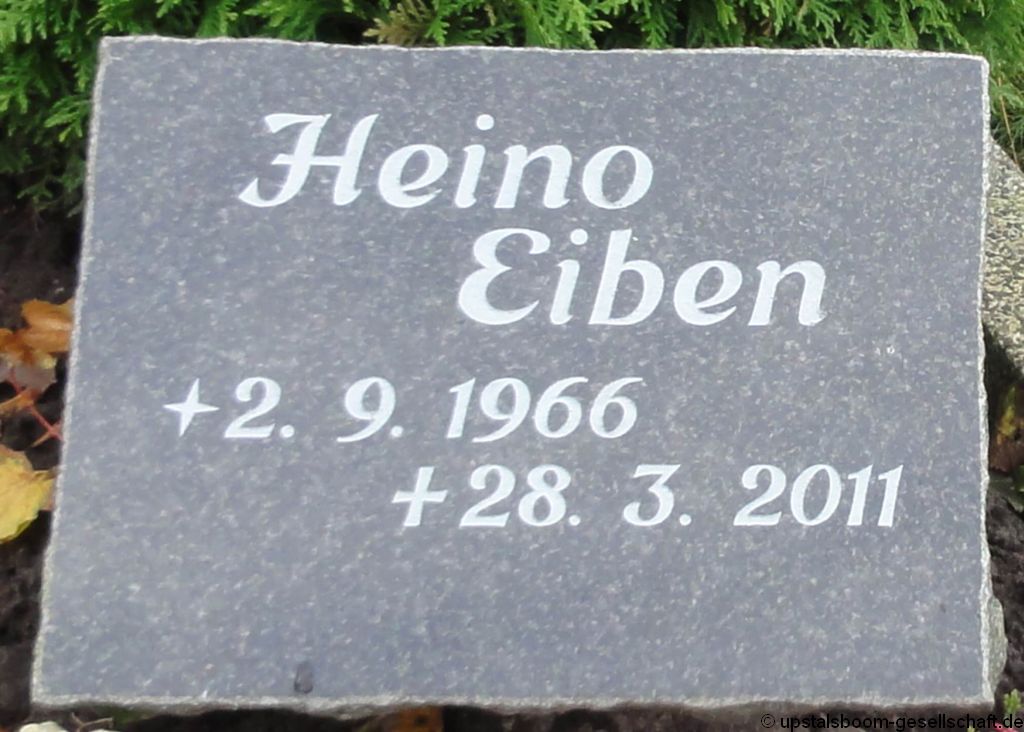 Heino
Eiben
✦2. 9. 1966
+28. 3. 2011
© upstalsboom-gesellschaft.de